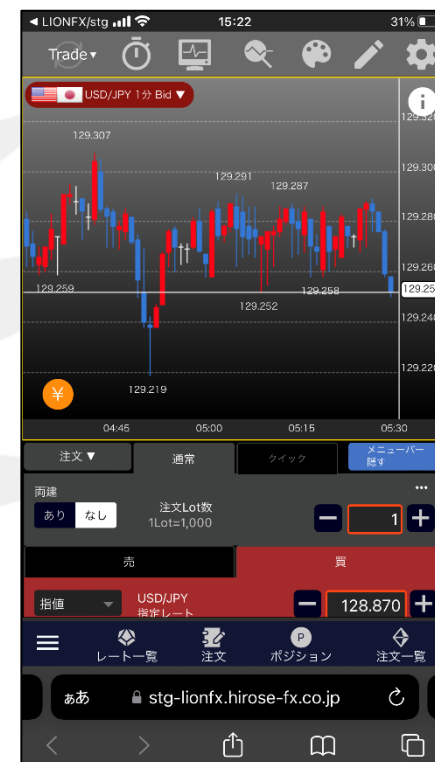 ◀ LIONFX/stg 15:22 31%
Trade▼
USD/JPY 1分 Bid ▼
i
129.320
129.307
129.300
129.291
129.287
129.280
129.260
129.259
129.258
129.25
129.252
129.240
129.220
129.219
¥
04:45 05:00 05:15 05:30
注文▼ 通常 クイック メニューバー
隠す
両建
あり なし 注文Lot数
1Lot=1,000
1
売 買
指値 USD/JPY
指定レート
128.870
レート一覧 注文 ポジション 注文一覧
P
ぁあ stg-lionfx.hirose-fx.co.jp